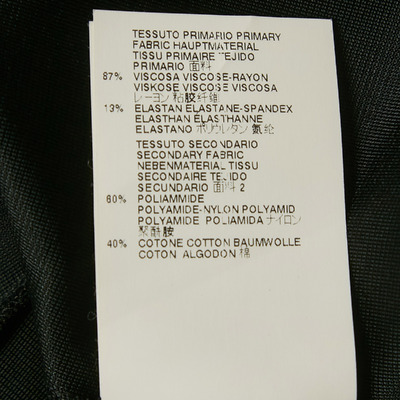 TESSUTO PRIMARIO PRIMARY
FABRIC HAUPTMATERIAL
TISSU PRIMAIRE TEJIDO
PRIMARIO 面料
87% VISCOSA VISCOSE-RAYON
VISKOSE VISCOSE VISCOSA
レーヨン 粘胶纤维
13% ELASTAN ELASTANE-SPANDEX
ELASTHAN ÉLASTHANNE
ELASTANO ポリウレタン 氨纶
TESSUTO SECONDARIO
SECONDARY FABRIC
NEBENMATERIAL TISSU
SECONDAIRE TEJIDO
SECUNDARIO 面料 2
60% POLIAMMIDE
POLYAMIDE-NYLON POLYAMID
POLYAMIDE POLIAMIDA ナイロン
聚酰胺
40% COTONE COTTON BAUMWOLLE
COTON ALGODON 棉